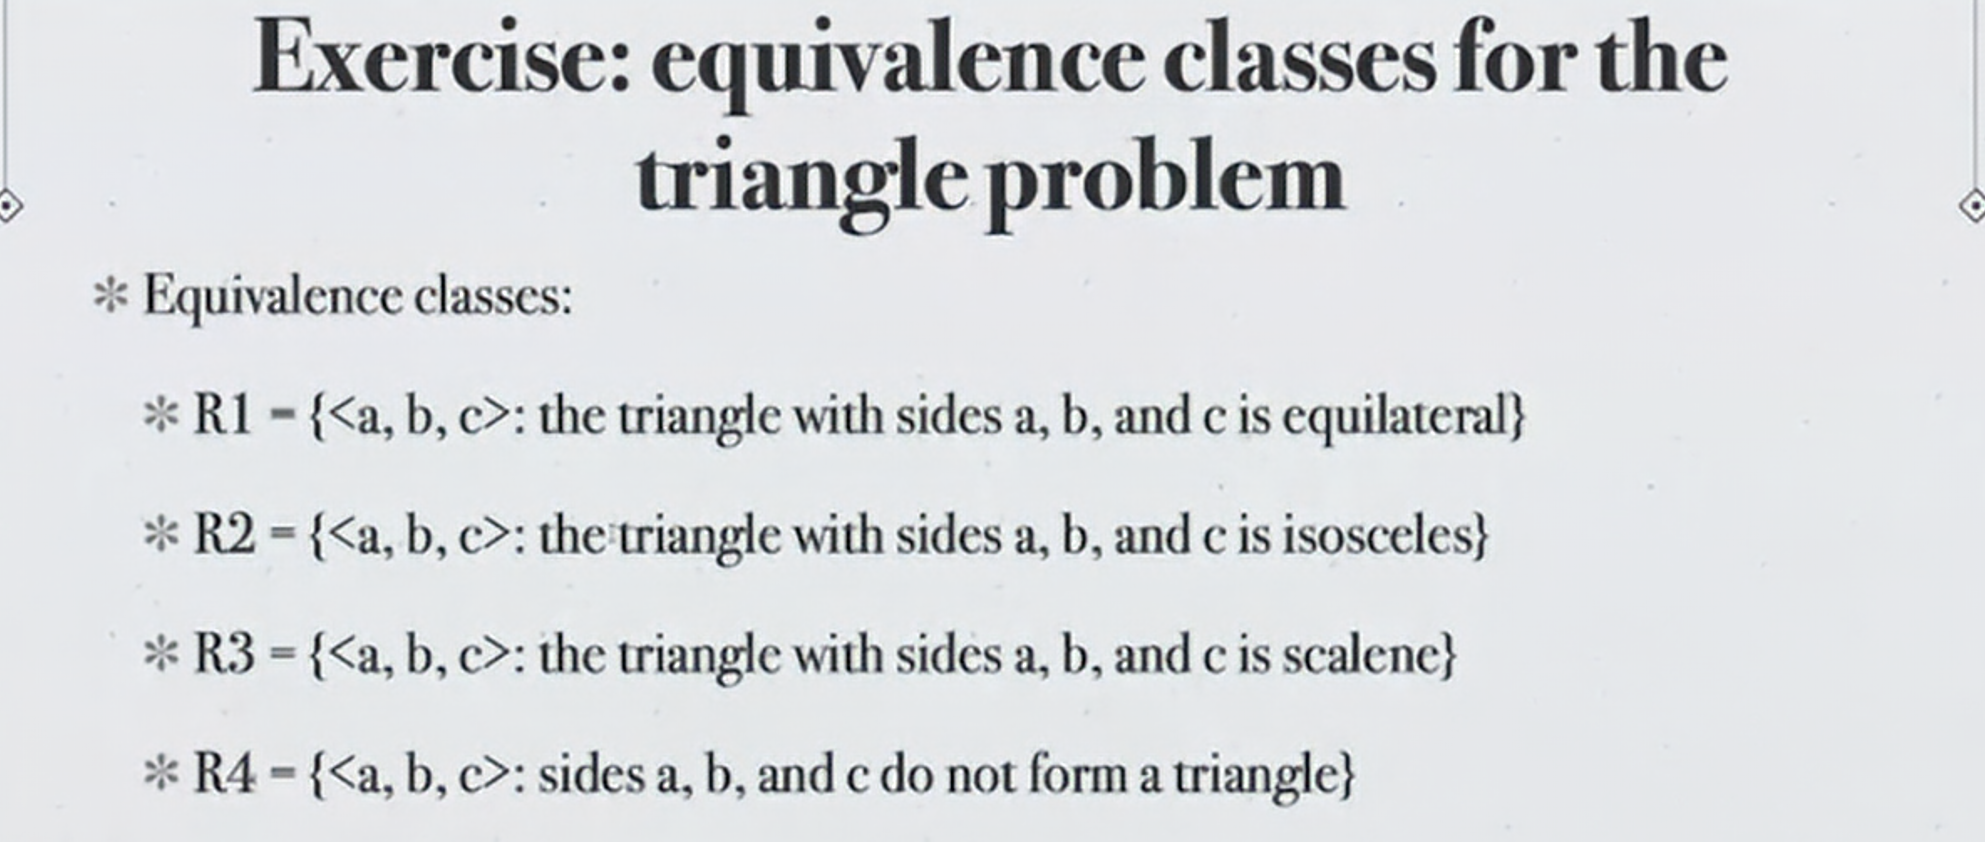 Exercise: equivalence classes for the
triangle problem
* Equivalence classes:
* R1 = {<a, b, c>: the triangle with sides a, b, and c is equilateral}
* R2 = {<a, b, c>: the triangle with sides a, b, and c is isosceles}
* R3 = {<a, b, c>: the triangle with sides a, b, and c is scalene}
* R4 = {<a, b, c>: sides a, b, and c do not form a triangle}